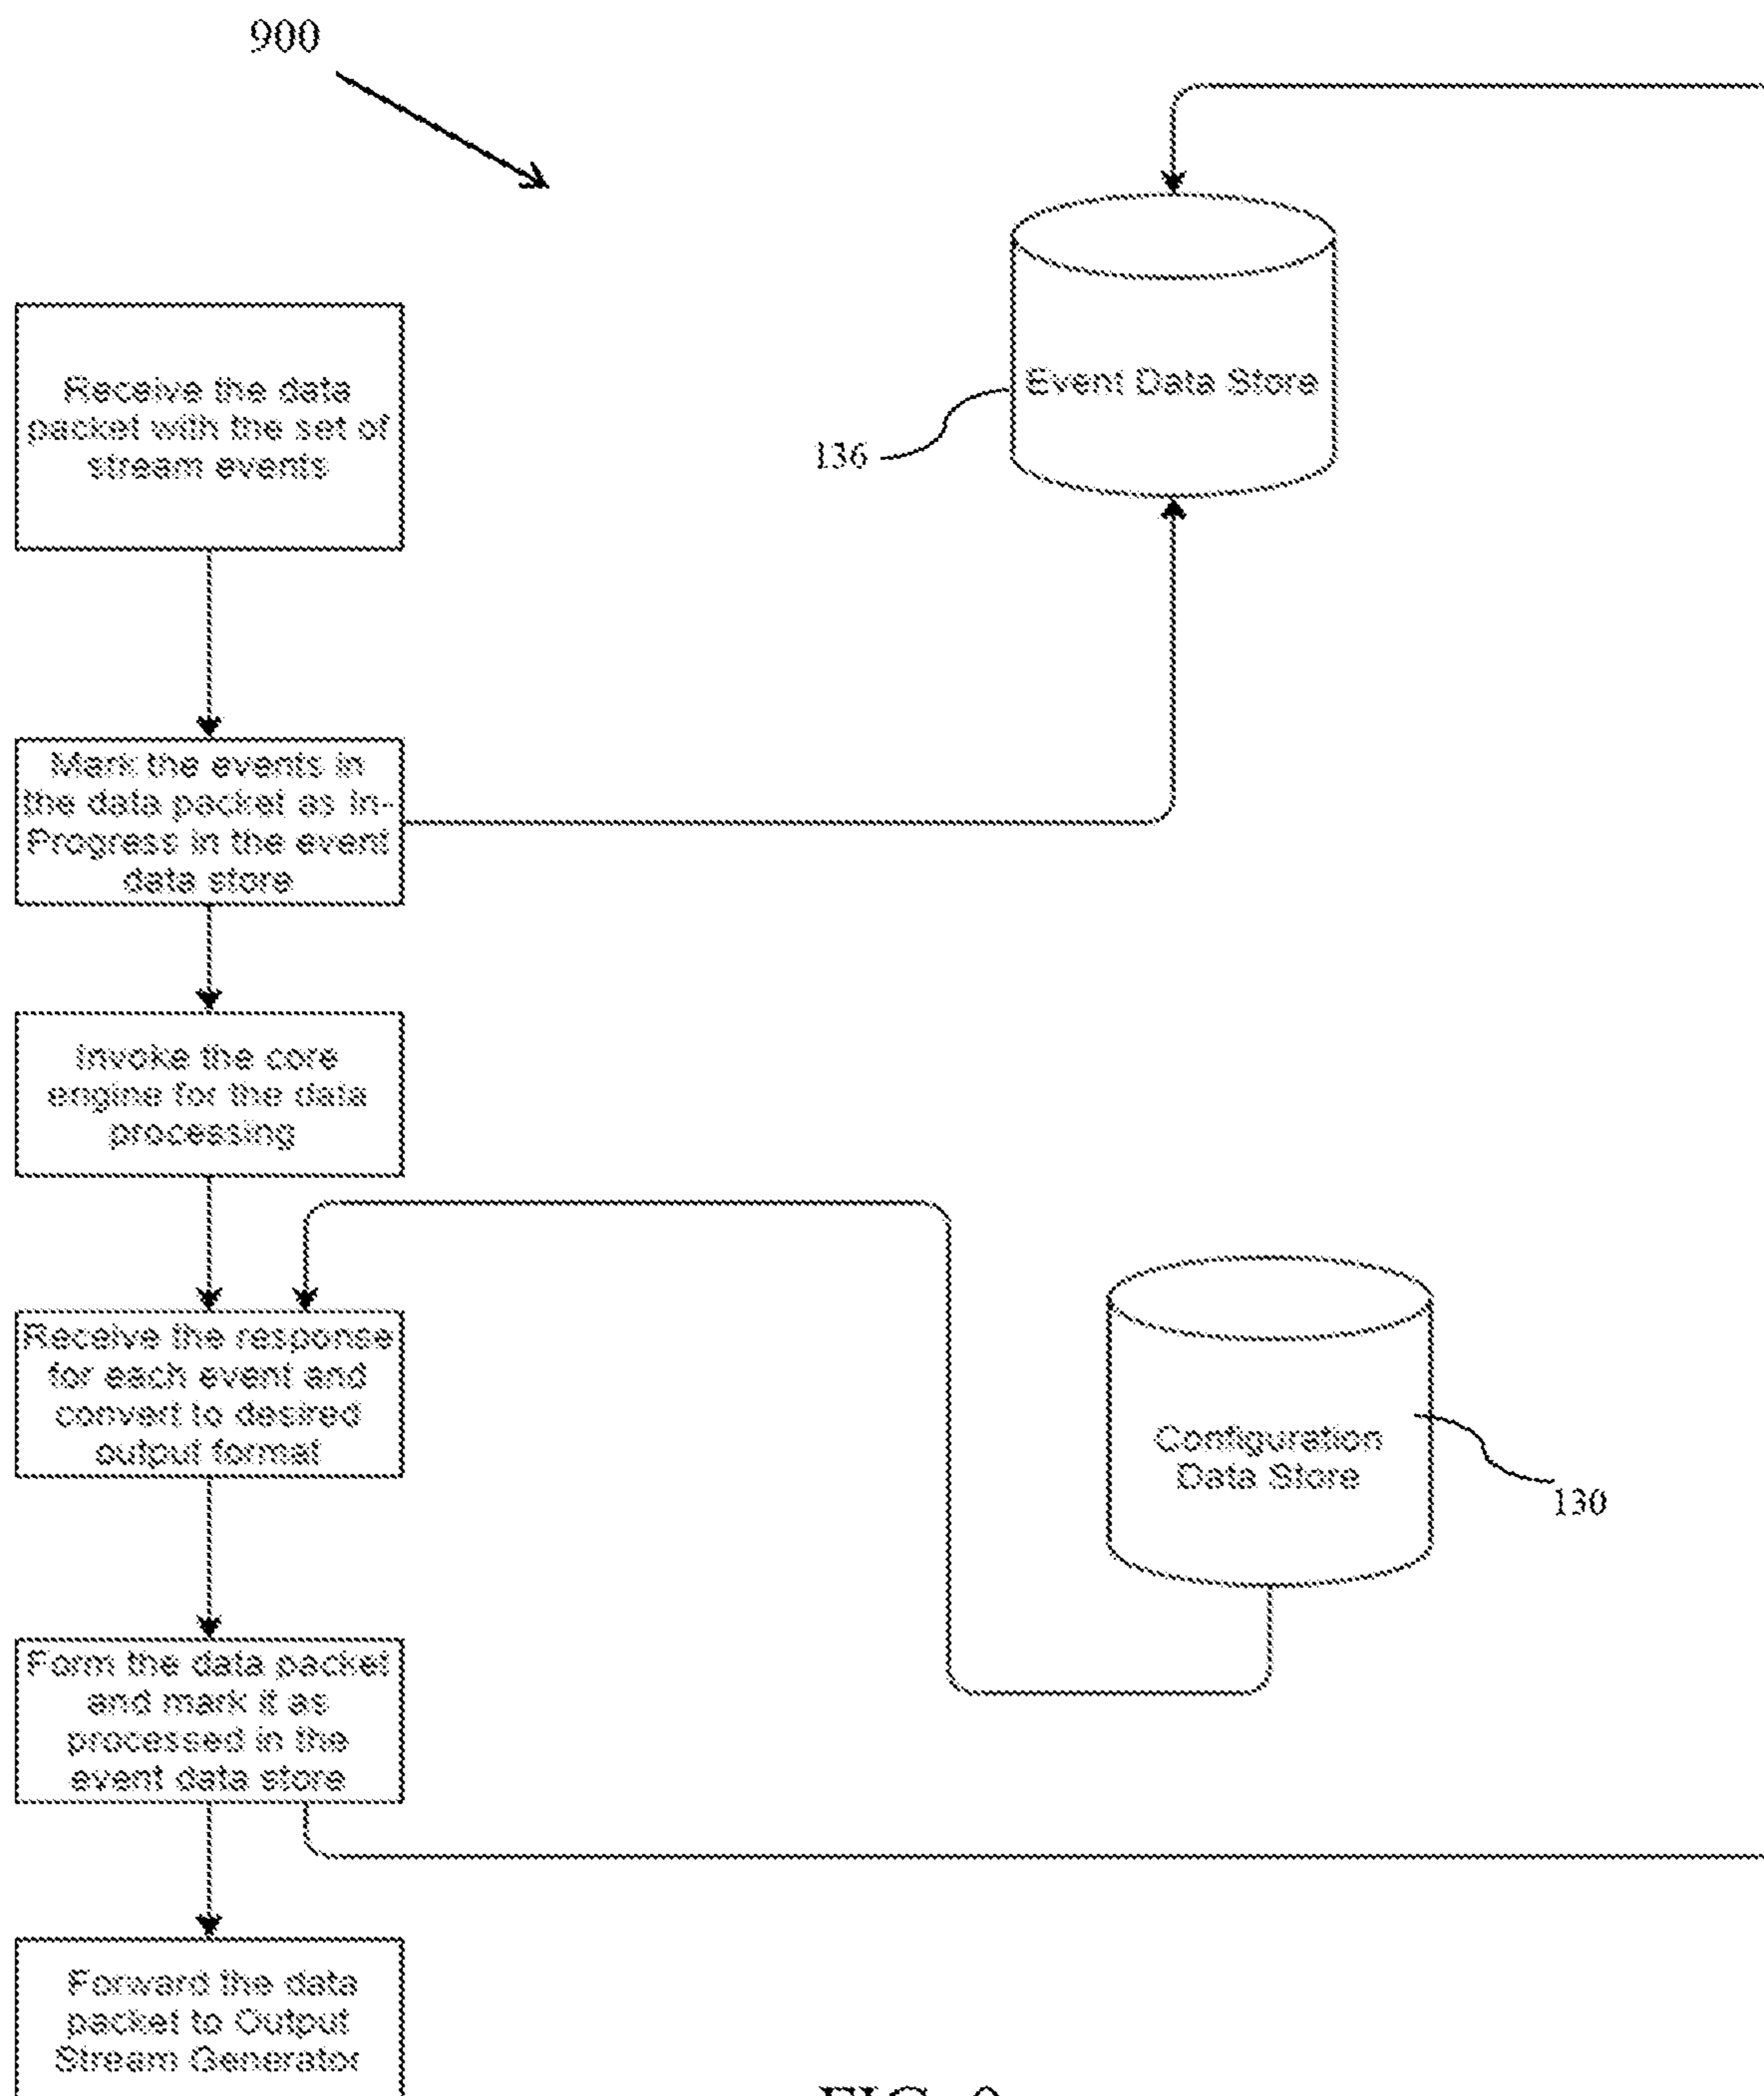 900
Receive the data
packet with the set of
stream events
Event Data Store
136
Mark the events in
the data packet as In-
Progress in the event
data store
Invoke the core
engine for the data
processing
Receive the response
for each event and
convert to desired
output format
Configuration
Data Store
130
Form the data packet
and mark it as
processed in the
event data store
Forward the data
packet to Output
Stream Generator
FIG. 9